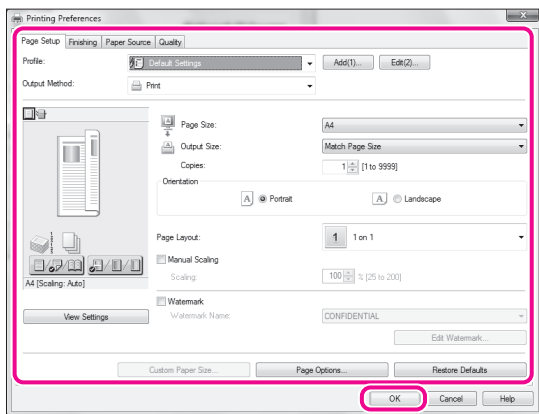 Printing Preferences
Page Setup Finishing Paper Source Quality
Profile: Default Settings Add(1)... Edit(2)...
Output Method: Print
Page Size: A4
Output Size: Match Page Size
Copies: 1 [1 to 9999]
Orientation
A Portrait A Landscape
Page Layout: 1 1 on 1
Manual Scaling
Scaling: 100 % [25 to 200]
A4 [Scaling: Auto]
Watermark
View Settings Watermark Name: CONFIDENTIAL
Edit Watermark...
Custom Paper Size... Page Options... Restore Defaults
OK Cancel Help